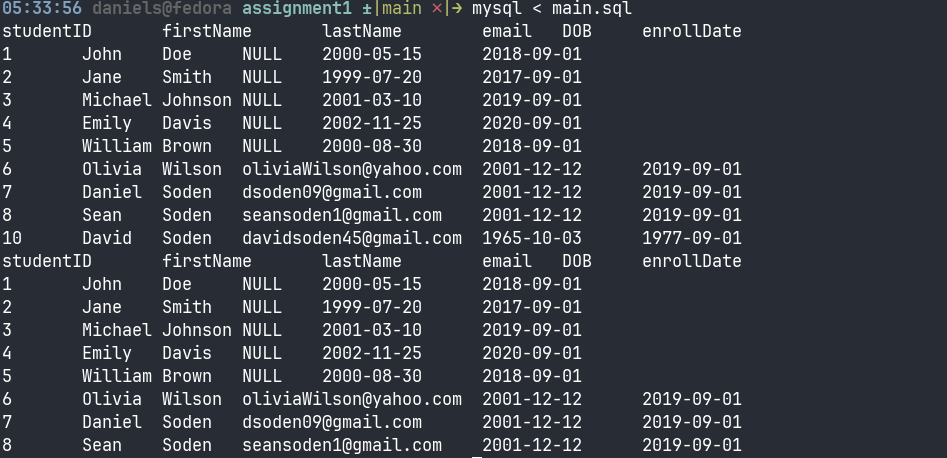 05:33:56 daniels@fedora assignment1 ±|main ×|→ mysql < main.sql
studentID	firstName	lastName	email	DOB	enrollDate
1	John	Doe	NULL	2000-05-15	2018-09-01
2	Jane	Smith	NULL	1999-07-20	2017-09-01
3	Michael	Johnson	NULL	2001-03-10	2019-09-01
4	Emily	Davis	NULL	2002-11-25	2020-09-01
5	William	Brown	NULL	2000-08-30	2018-09-01
6	Olivia	Wilson	oliviaWilson@yahoo.com	2001-12-12	2019-09-01
7	Daniel	Soden	dsoden09@gmail.com	2001-12-12	2019-09-01
8	Sean	Soden	seansoden1@gmail.com	2001-12-12	2019-09-01
10	David	Soden	davidsoden45@gmail.com	1965-10-03	1977-09-01
studentID	firstName	lastName	email	DOB	enrollDate
1	John	Doe	NULL	2000-05-15	2018-09-01
2	Jane	Smith	NULL	1999-07-20	2017-09-01
3	Michael	Johnson	NULL	2001-03-10	2019-09-01
4	Emily	Davis	NULL	2002-11-25	2020-09-01
5	William	Brown	NULL	2000-08-30	2018-09-01
6	Olivia	Wilson	oliviaWilson@yahoo.com	2001-12-12	2019-09-01
7	Daniel	Soden	dsoden09@gmail.com	2001-12-12	2019-09-01
8	Sean	Soden	seansoden1@gmail.com	2001-12-12	2019-09-01